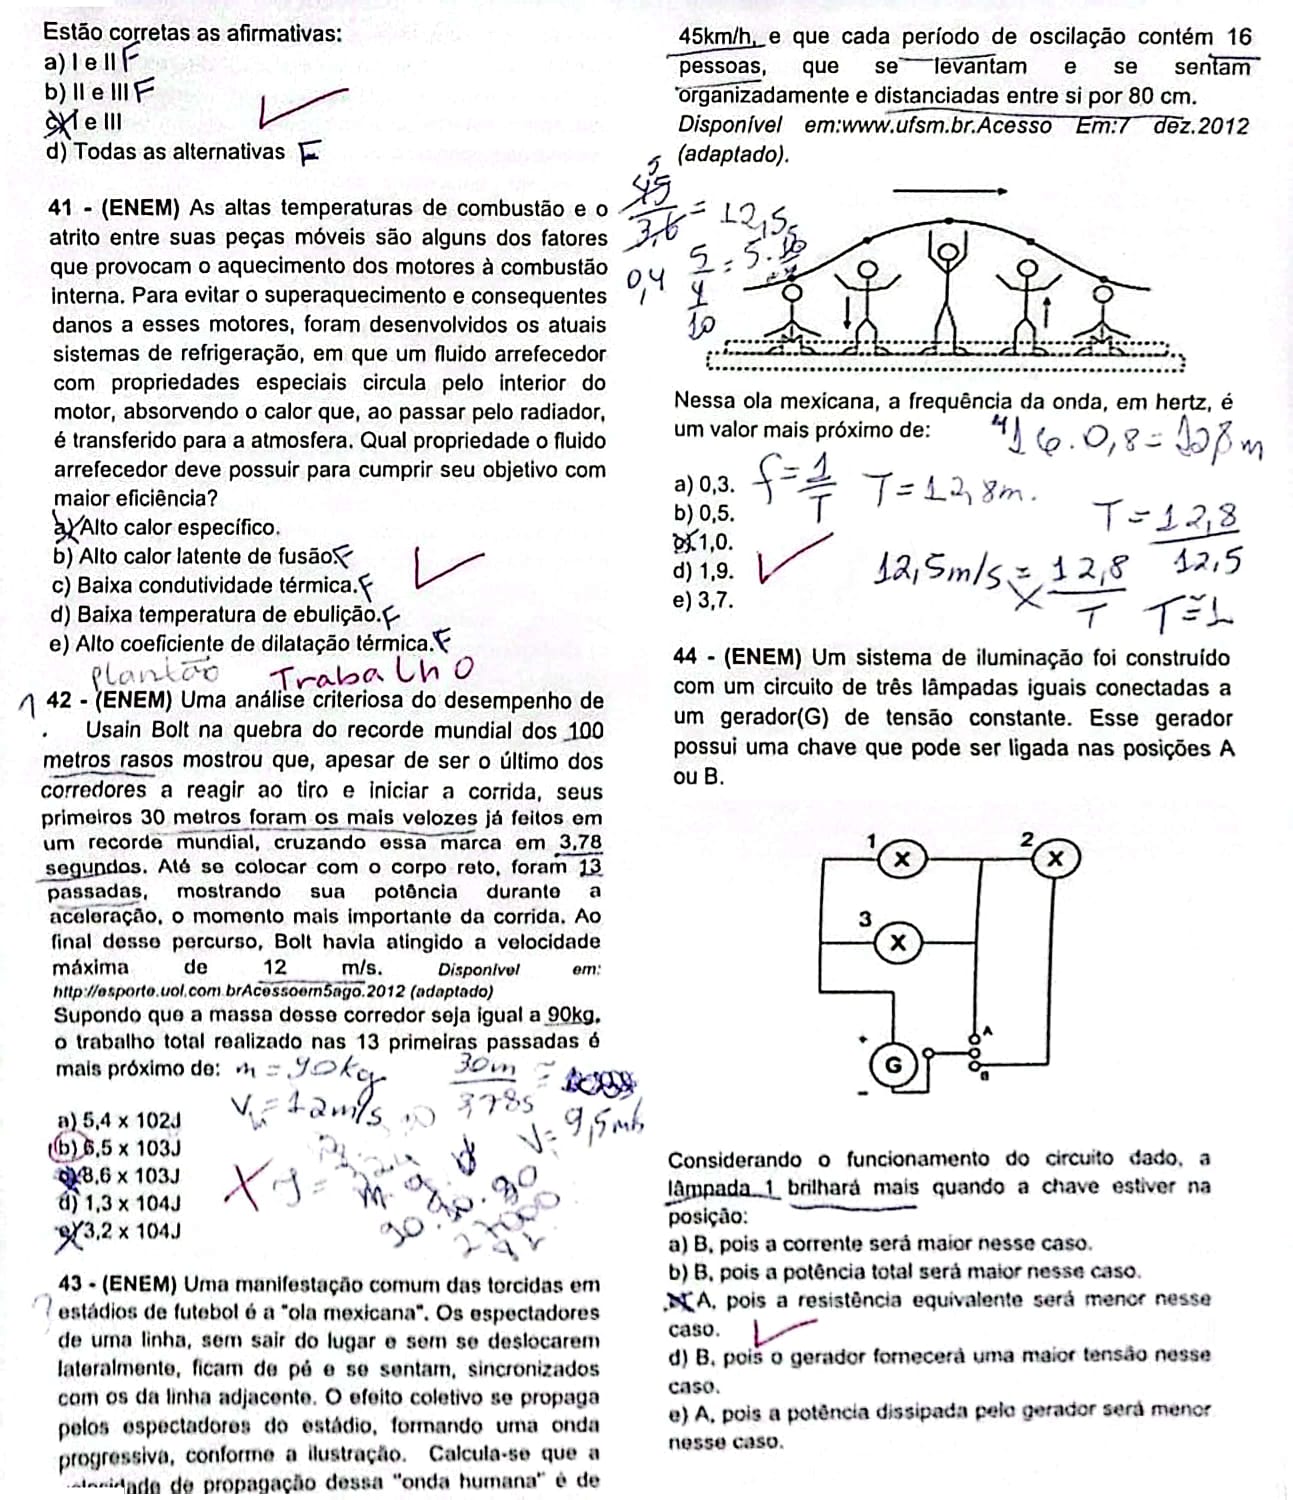 Estão corretas as afirmativas:
a) I e II F
b) II e III F
c) I e III
d) Todas as alternativas F
41 - (ENEM) As altas temperaturas de combustão e o
atrito entre suas peças móveis são alguns dos fatores
que provocam o aquecimento dos motores à combustão
interna. Para evitar o superaquecimento e consequentes
danos a esses motores, foram desenvolvidos os atuais
sistemas de refrigeração, em que um fluido arrefecedor
com propriedades especiais circula pelo interior do
motor, absorvendo o calor que, ao passar pelo radiador,
é transferido para a atmosfera. Qual propriedade o fluido
arrefecedor deve possuir para cumprir seu objetivo com
maior eficiência?
a) Alto calor específico.
b) Alto calor latente de fusão. F
c) Baixa condutividade térmica. F
d) Baixa temperatura de ebulição. F
e) Alto coeficiente de dilatação térmica. F
plantão Trabalho
42 - (ENEM) Uma análise criteriosa do desempenho de
Usain Bolt na quebra do recorde mundial dos 100
metros rasos mostrou que, apesar de ser o último dos
corredores a reagir ao tiro e iniciar a corrida, seus
primeiros 30 metros foram os mais velozes já feitos em
um recorde mundial, cruzando essa marca em 3,78
segundos. Até se colocar com o corpo reto, foram 13
passadas, mostrando sua potência durante a
aceleração, o momento mais importante da corrida. Ao
final desse percurso, Bolt havia atingido a velocidade
máxima de 12 m/s. Disponível em:
http://esporte.uol.com.brAcessoem5ago.2012 (adaptado)
Supondo que a massa desse corredor seja igual a 90kg,
o trabalho total realizado nas 13 primeiras passadas é
mais próximo de: m = 90kg
30m
3,78s
V = 12m/s
V = 9,5m/s
a) 5,4 x 102J
b) 6,5 x 103J
c) 8,6 x 103J
d) 1,3 x 104J
e) 3,2 x 104J
27000
43 - (ENEM) Uma manifestação comum das torcidas em
estádios de futebol é a "ola mexicana". Os espectadores
de uma linha, sem sair do lugar e sem se deslocarem
lateralmente, ficam de pé e se sentam, sincronizados
com os da linha adjacente. O efeito coletivo se propaga
pelos espectadores do estádio, formando uma onda
progressiva, conforme a ilustração. Calcula-se que a
velocidade de propagação dessa "onda humana" é de
45km/h, e que cada período de oscilação contém 16
pessoas, que se levantam e se sentam
organizadamente e distanciadas entre si por 80 cm.
Disponível em:www.ufsm.br.Acesso Em:7 dez.2012
(adaptado).
45
3,6 = 12,5
0,4
Nessa ola mexicana, a frequência da onda, em hertz, é
um valor mais próximo de:
16 . 0,8 = 12,8m
a) 0,3.
b) 0,5.
c) 1,0.
d) 1,9.
e) 3,7.
f = 1
T
T = 12,8m.
T = 12,8
12,5
12,5m/s = 12,8
T
T ≅ 1
44 - (ENEM) Um sistema de iluminação foi construído
com um circuito de três lâmpadas iguais conectadas a
um gerador(G) de tensão constante. Esse gerador
possui uma chave que pode ser ligada nas posições A
ou B.
1 X
2 X
3 X
+ G -
A
B
Considerando o funcionamento do circuito dado, a
lâmpada 1 brilhará mais quando a chave estiver na
posição:
a) B, pois a corrente será maior nesse caso.
b) B, pois a potência total será maior nesse caso.
c) A, pois a resistência equivalente será menor nesse
caso.
d) B, pois o gerador fornecerá uma maior tensão nesse
caso.
e) A, pois a potência dissipada pelo gerador será menor
nesse caso.